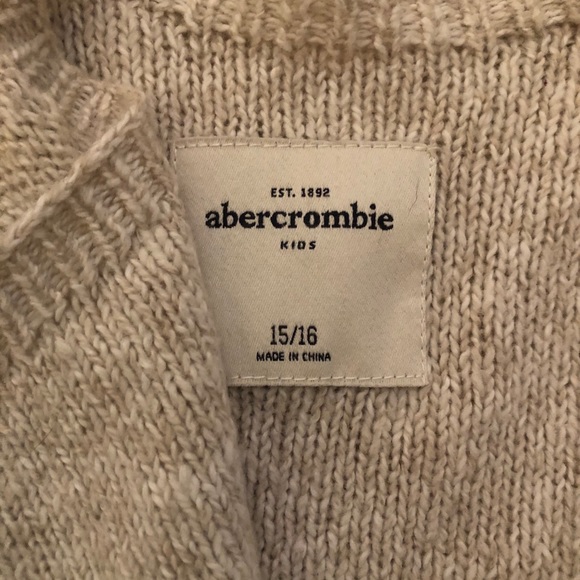 EST. 1892
abercrombie
KIDS
15/16
MADE IN CHINA